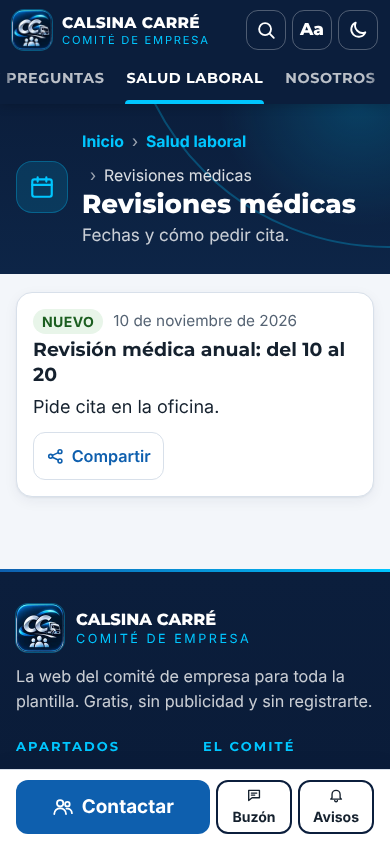 CALSINA CARRÉ
COMITÉ DE EMPRESA
Aa
PREGUNTAS SALUD LABORAL NOSOTROS
Inicio › Salud laboral
› Revisiones médicas
Revisiones médicas
Fechas y cómo pedir cita.
NUEVO 10 de noviembre de 2026
Revisión médica anual: del 10 al
20
Pide cita en la oficina.
Compartir
CALSINA CARRÉ
COMITÉ DE EMPRESA
La web del comité de empresa para toda la
plantilla. Gratis, sin publicidad y sin registrarte.
APARTADOS EL COMITÉ
Contactar
Buzón
Avisos